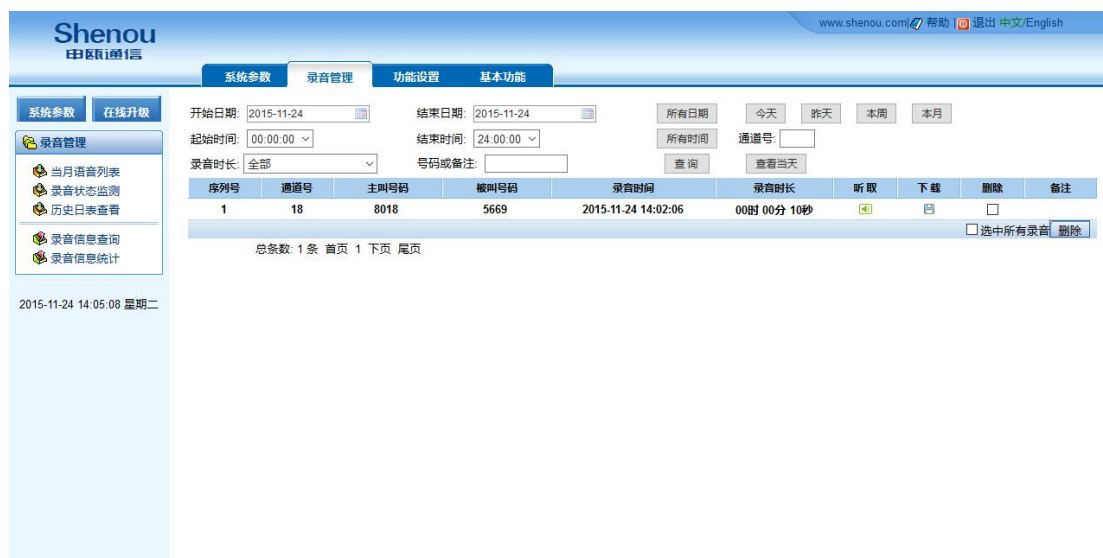 Shenou
申瓯通信
www.shenou.com| 帮助 | 退出 中文/English
系统参数 录音管理 功能设置 基本功能
系统参数 在线升级
录音管理
当月语音列表
录音状态监测
历史日表查看
录音信息查询
录音信息统计
2015-11-24 14:05:08 星期二
开始日期: 2015-11-24 结束日期: 2015-11-24 所有日期 今天 昨天 本周 本月
起始时间: 00:00:00 结束时间: 24:00:00 所有时间 通道号:
录音时长: 全部 号码或备注: 查询 查看当天
序列号 通道号 主叫号码 被叫号码 录音时间 录音时长 听取 下载 删除 备注
1 18 8018 5669 2015-11-24 14:02:06 00时 00分 10秒
选中所有录音 删除
总条数: 1 条 首页 1 下页 尾页